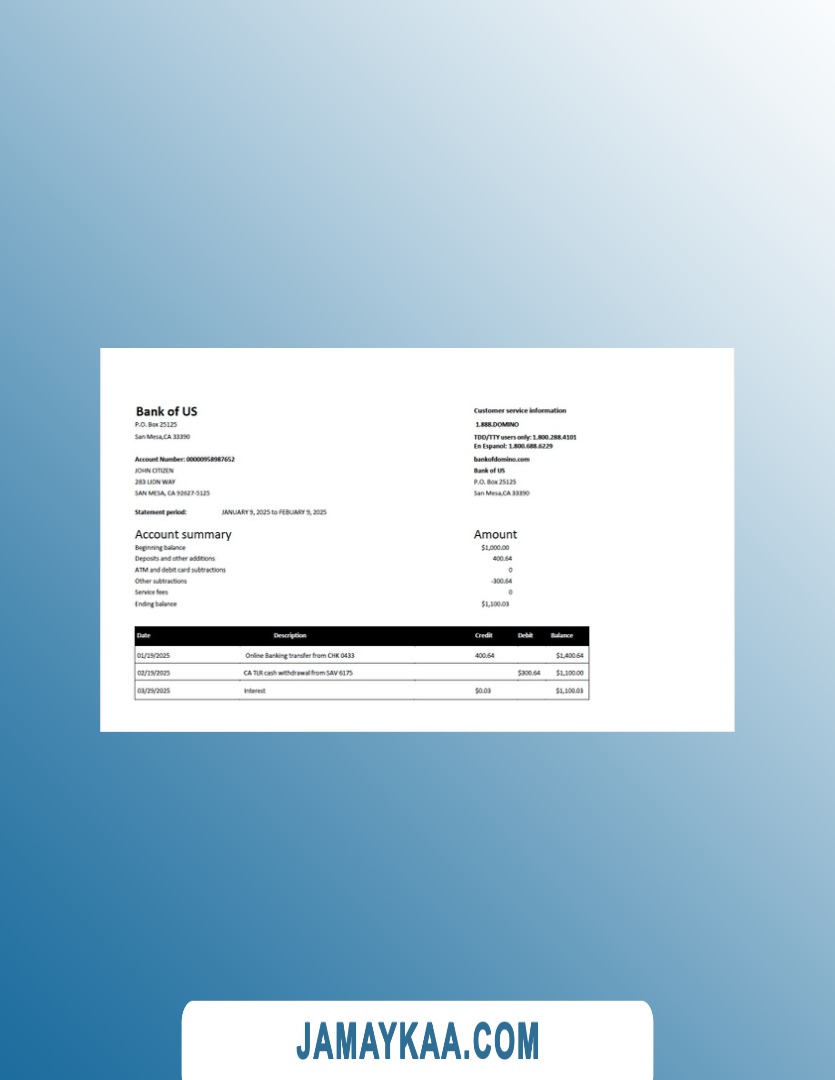 Bank of US
P.O. Box 25125
San Mesa,CA 33390
Customer service information
1.888.DOMINO
TDD/TTY users only: 1.800.288.4101
En Espanol: 1.800.688.6229
Account Number: 00000958987652
JOHN CITIZEN
283 LION WAY
SAN MESA, CA 92627-5125
bankofdomino.com
Bank of US
P.O. Box 25125
San Mesa,CA 33390
Statement period: JANUARY 9, 2025 to FEBUARY 9, 2025
Account summary Amount
Beginning balance $1,000.00
Deposits and other additions 400.64
ATM and debit card subtractions 0
Other subtractions -300.64
Service fees 0
Ending balance $1,100.03
Date Description Credit Debit Balance
01/19/2025 Online Banking transfer from CHK 0433 400.64 $1,400.64
02/19/2025 CA TLR cash withdrawal from SAV 6175 $300.64 $1,100.00
03/29/2025 Interest $0.03 $1,100.03
JAMAYKAA.COM